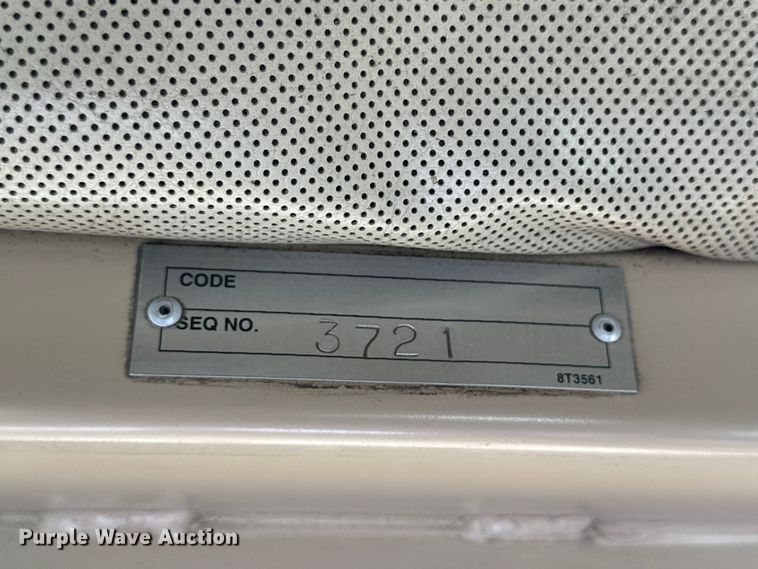 CODE
SEQ NO. 3721
8T3561
Purple Wave Auction